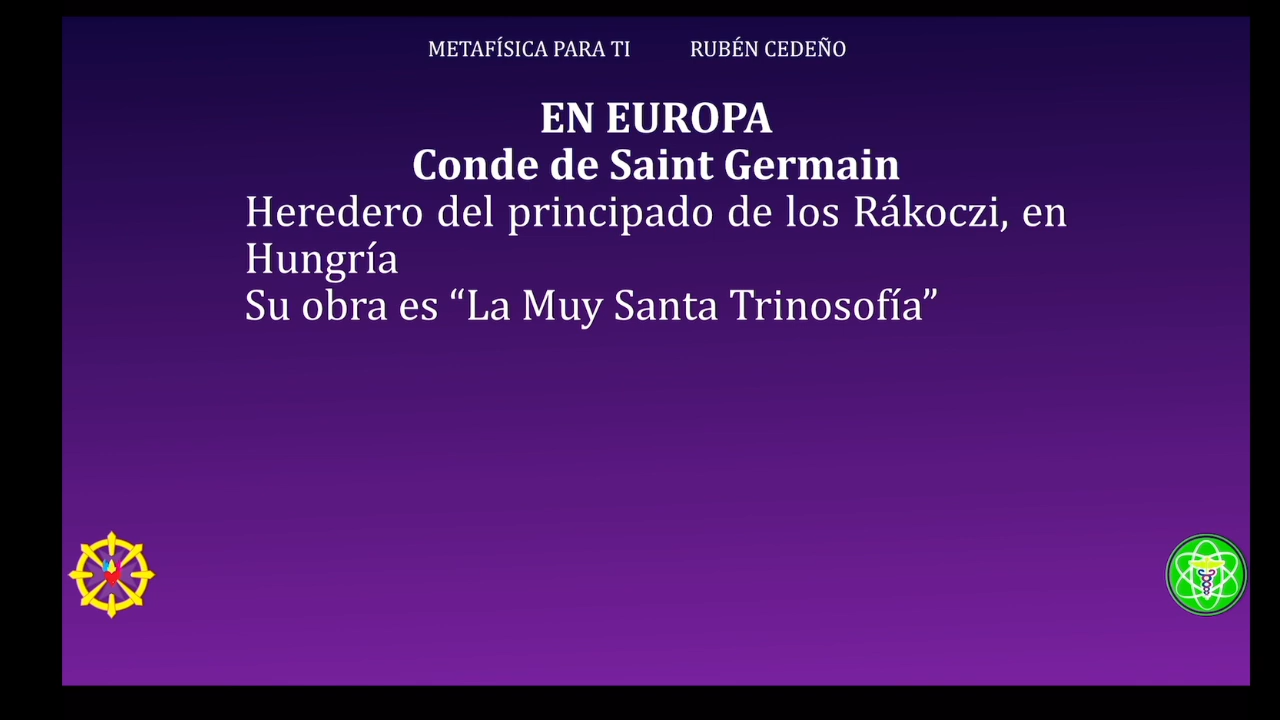 METAFÍSICA PARA TI RUBÉN CEDEÑO
EN EUROPA
Conde de Saint Germain
Heredero del principado de los Rákoczi, en
Hungría
Su obra es “La Muy Santa Trinosofía”